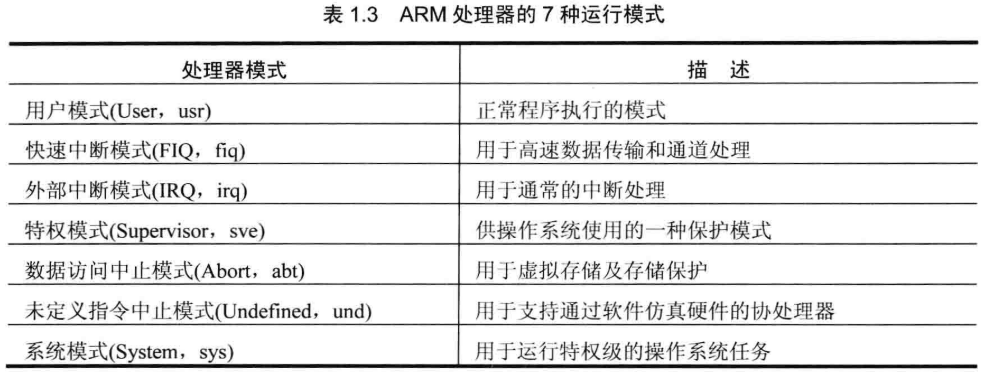 表 1.3 ARM 处理器的 7 种运行模式
处理器模式 描 述
用户模式(User，usr) 正常程序执行的模式
快速中断模式(FIQ，fiq) 用于高速数据传输和通道处理
外部中断模式(IRQ，irq) 用于通常的中断处理
特权模式(Supervisor，sve) 供操作系统使用的一种保护模式
数据访问中止模式(Abort，abt) 用于虚拟存储及存储保护
未定义指令中止模式(Undefined，und) 用于支持通过软件仿真硬件的协处理器
系统模式(System，sys) 用于运行特权级的操作系统任务